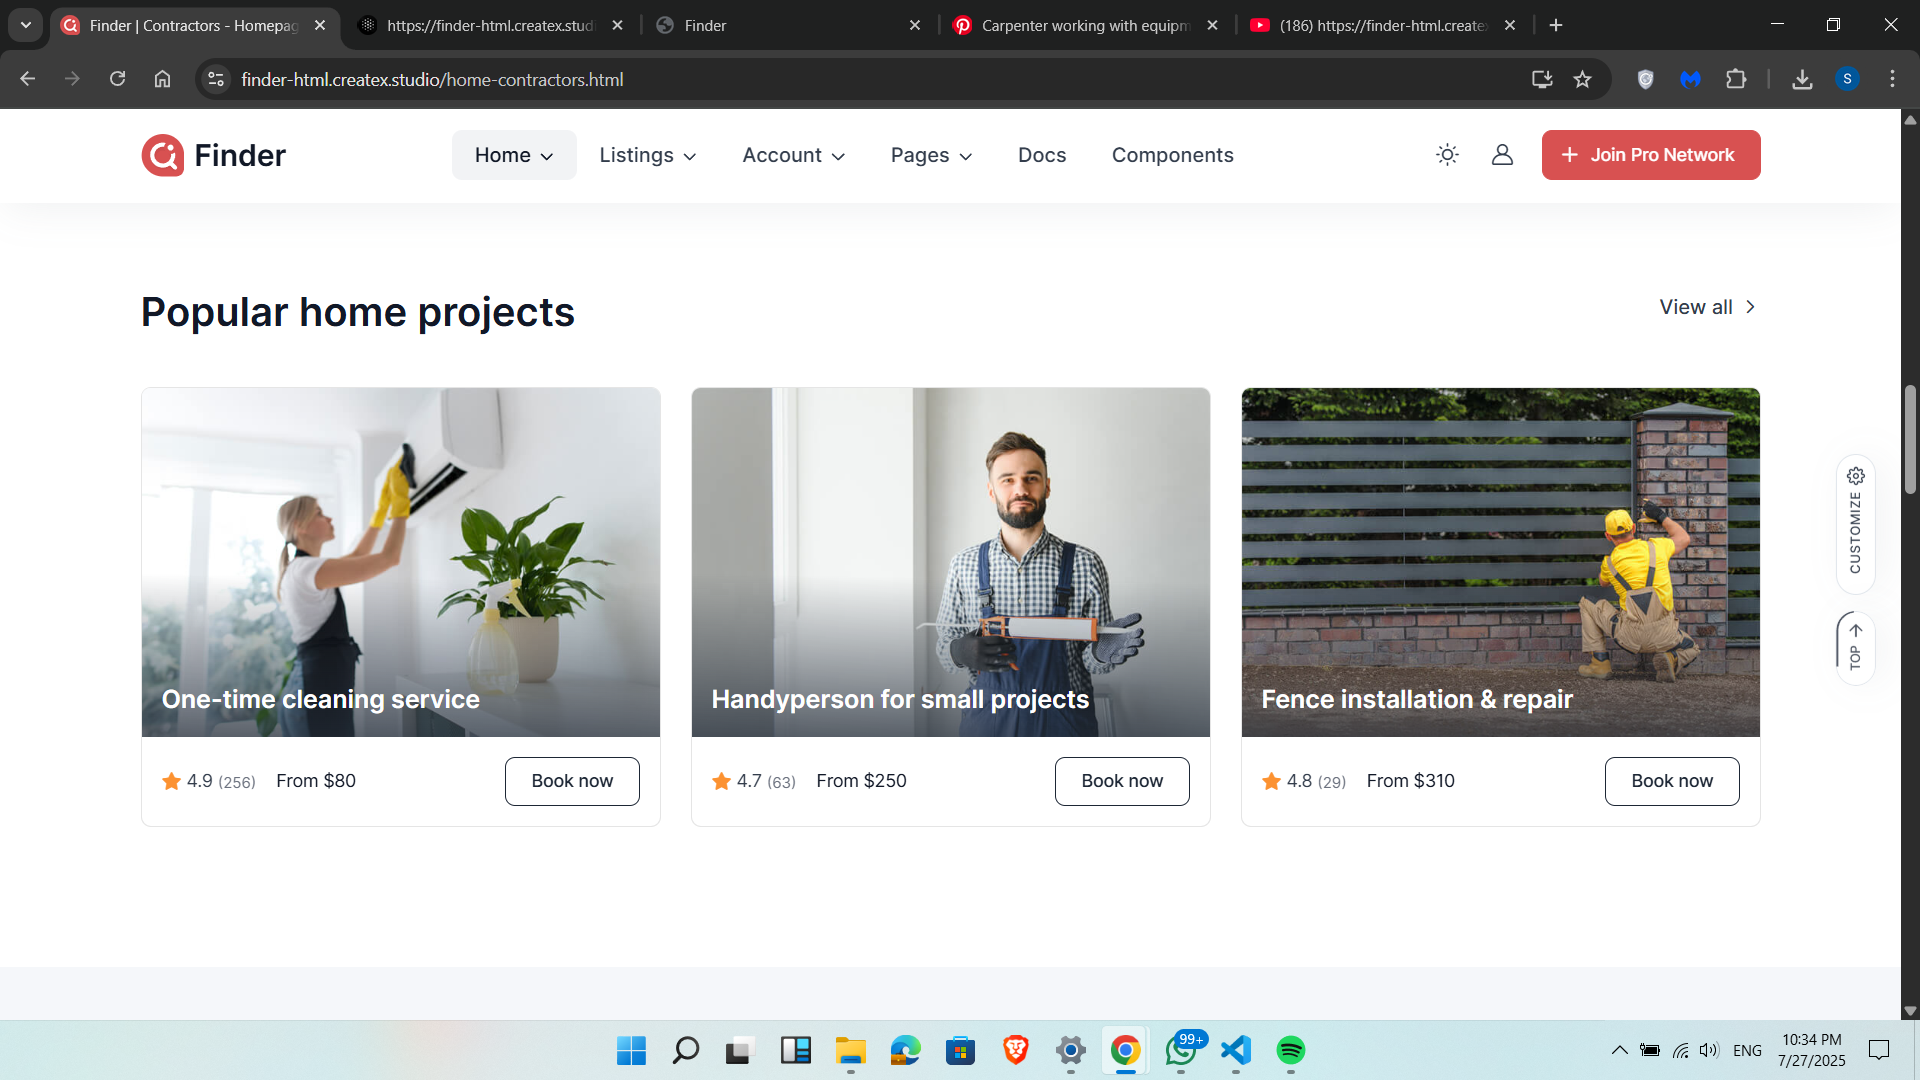 Finder | Contractors - Homepag
https://finder-html.createx.stud
Finder
Carpenter working with equipm
(186) https://finder-html.create
finder-html.createx.studio/home-contractors.html
S
Finder
Home
Listings
Account
Pages
Docs
Components
Join Pro Network
Popular home projects
View all
CUSTOMIZE
TOP
One-time cleaning service
Handyperson for small projects
Fence installation & repair
4.9 (256) From $80
Book now
4.7 (63) From $250
Book now
4.8 (29) From $310
Book now
99+
ENG
10:34 PM
7/27/2025